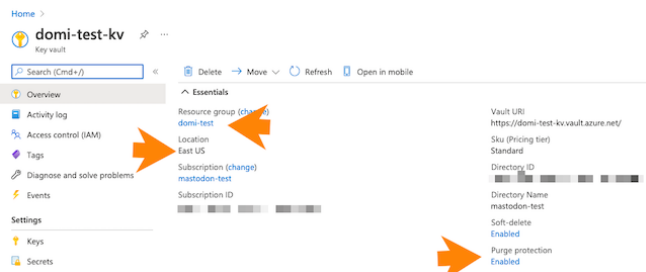 Home >
domi-test-kv
...
Key vault
Search (Cmd+/)
«
Overview
Activity log
Access control (IAM)
Tags
Diagnose and solve problems
Events
Settings
Keys
Secrets
Delete
Move
Refresh
Open in mobile
Essentials
Resource group (change)
domi-test
Location
East US
Subscription (change)
mastodon-test
Subscription ID
Vault URI
https://domi-test-kv.vault.azure.net/
Sku (Pricing tier)
Standard
Directory ID
Directory Name
mastodon-test
Soft-delete
Enabled
Purge protection
Enabled